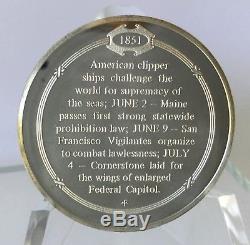 1851
American clipper
ships challenge the
world for supremacy of
the seas; JUNE 2 — Maine
passes first strong statewide
prohibition law; JUNE 9 — San
Francisco Vigilantes organize
to combat lawlessness; JULY
4 — Cornerstone laid for
the wings of enlarged
Federal Capitol.